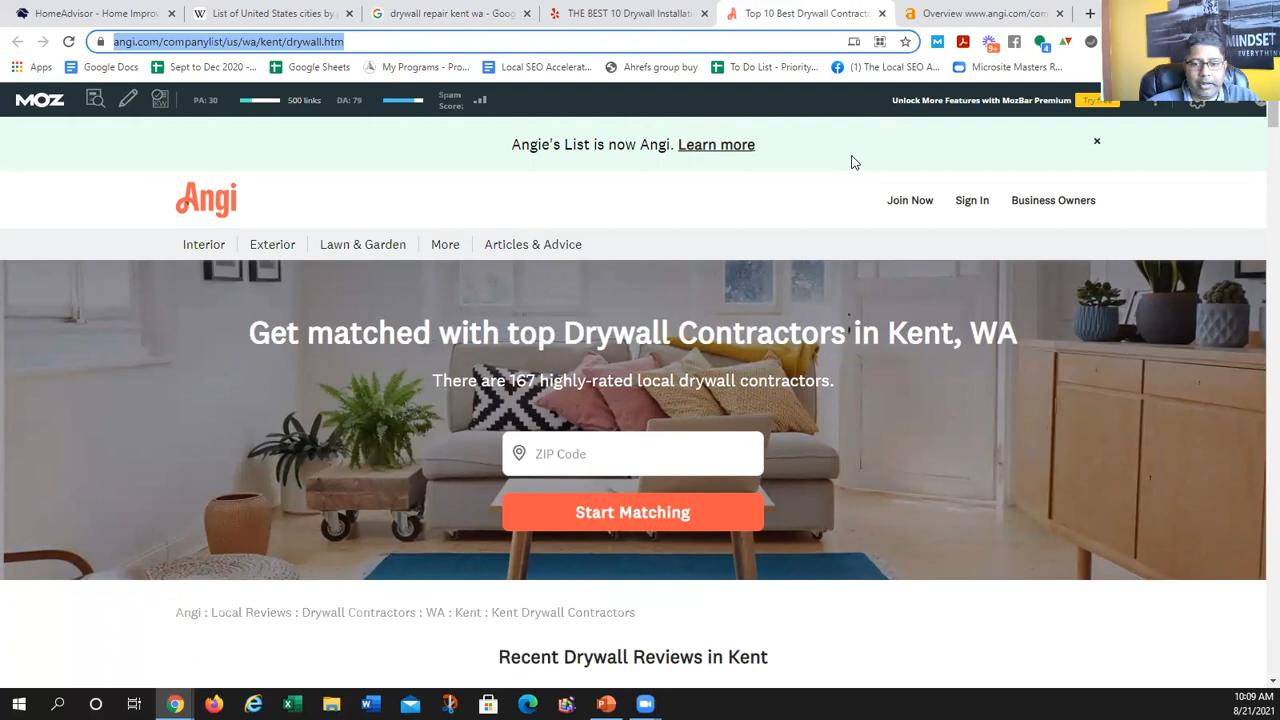 HomeAdvisor - Home Improv
List of United States cities by p
drywall repair kent wa - Goog
THE BEST 10 Drywall Installati
Top 10 Best Drywall Contracto
Overview www.angi.com/com
angi.com/companylist/us/wa/kent/drywall.htm
9+
4
MINDSET
EVERYTHING
Apps
Google Docs
Sept to Dec 2020 -...
Google Sheets
My Programs - Pro...
Local SEO Accelerat...
Ahrefs group buy
To Do List - Priority...
(1) The Local SEO A...
Microsite Masters R...
MOZ
PA: 30
500 links
DA: 79
Spam
Score:
Unlock More Features with MozBar Premium
Try free
Angie's List is now Angi. Learn more
Angi
Join Now
Sign In
Business Owners
Interior
Exterior
Lawn & Garden
More
Articles & Advice
Get matched with top Drywall Contractors in Kent, WA
There are 167 highly-rated local drywall contractors.
ZIP Code
Start Matching
Angi : Local Reviews : Drywall Contractors : WA : Kent : Kent Drywall Contractors
Recent Drywall Reviews in Kent
10:09 AM
8/21/2021